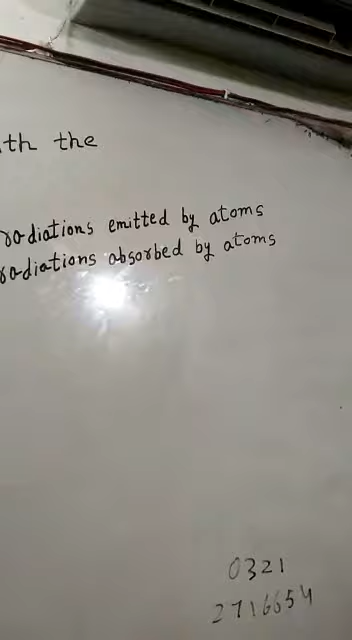 th the
radiations emitted by atoms
radiations absorbed by atoms
0321
2716654